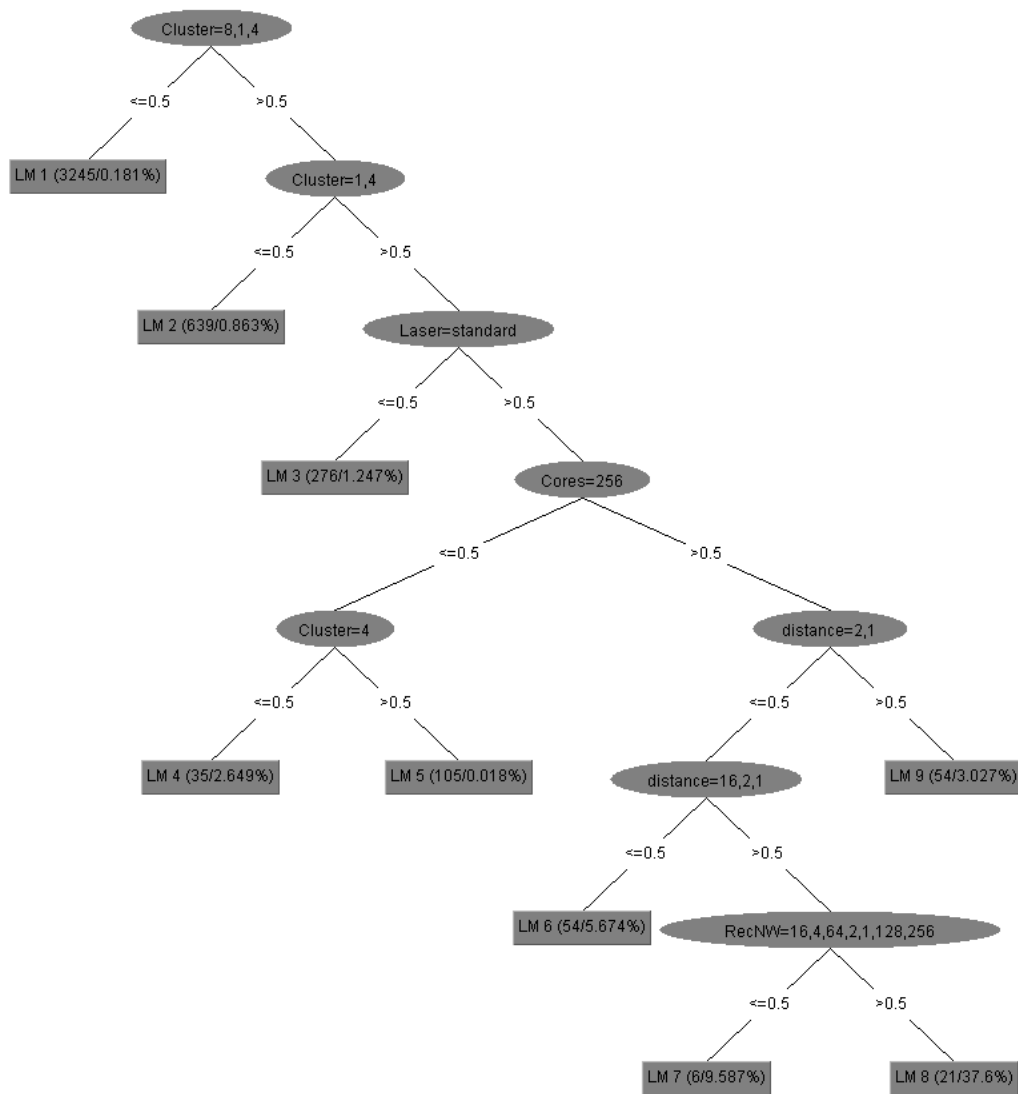 Cluster=8,1,4
<=0.5
>0.5
LM 1 (3245/0.181%)
Cluster=1,4
<=0.5
>0.5
LM 2 (639/0.863%)
Laser=standard
<=0.5
>0.5
LM 3 (276/1.247%)
Cores=256
<=0.5
>0.5
Cluster=4
distance=2,1
<=0.5
>0.5
<=0.5
>0.5
LM 4 (35/2.649%)
LM 5 (105/0.018%)
distance=16,2,1
LM 9 (54/3.027%)
<=0.5
>0.5
LM 6 (54/5.674%)
RecNW=16,4,64,2,1,128,256
<=0.5
>0.5
LM 7 (6/9.587%)
LM 8 (21/37.6%)